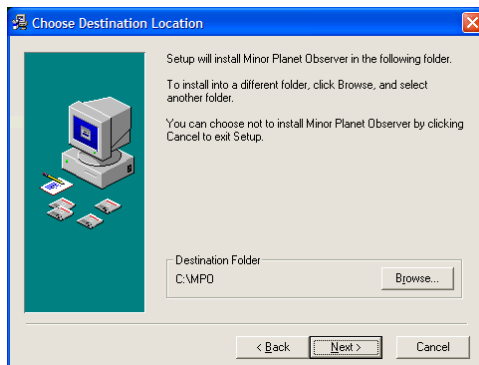 Choose Destination Location
Setup will install Minor Planet Observer in the following folder.
To install into a different folder, click Browse, and select
another folder.
You can choose not to install Minor Planet Observer by clicking
Cancel to exit Setup.
Destination Folder
C:\MPO
Browse...
< Back
Next >
Cancel